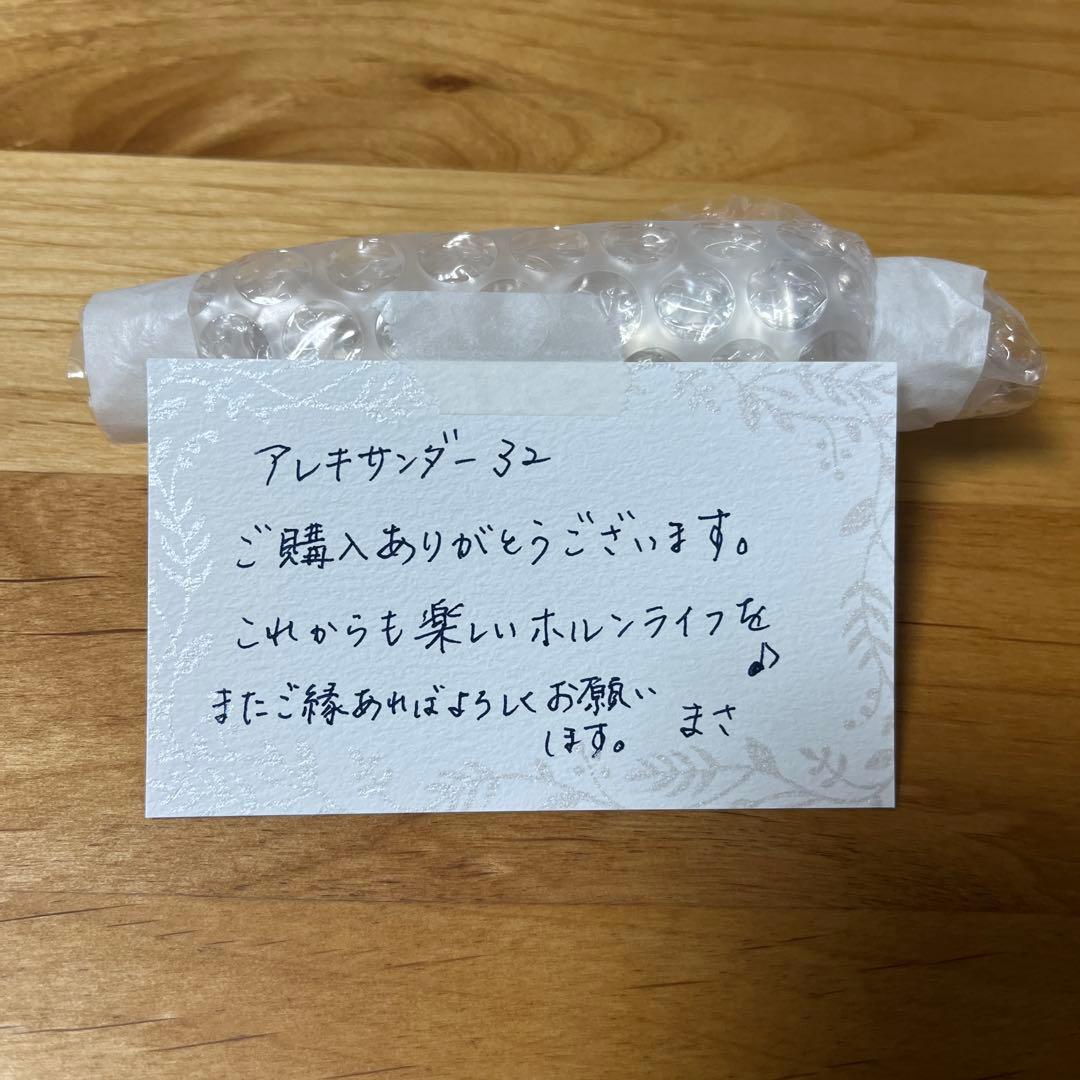 アレキサンダー32
ご購入ありがとうございます。
これからも楽しいホルンライフを♪
またご縁あればよろしくお願い
します。
まさ